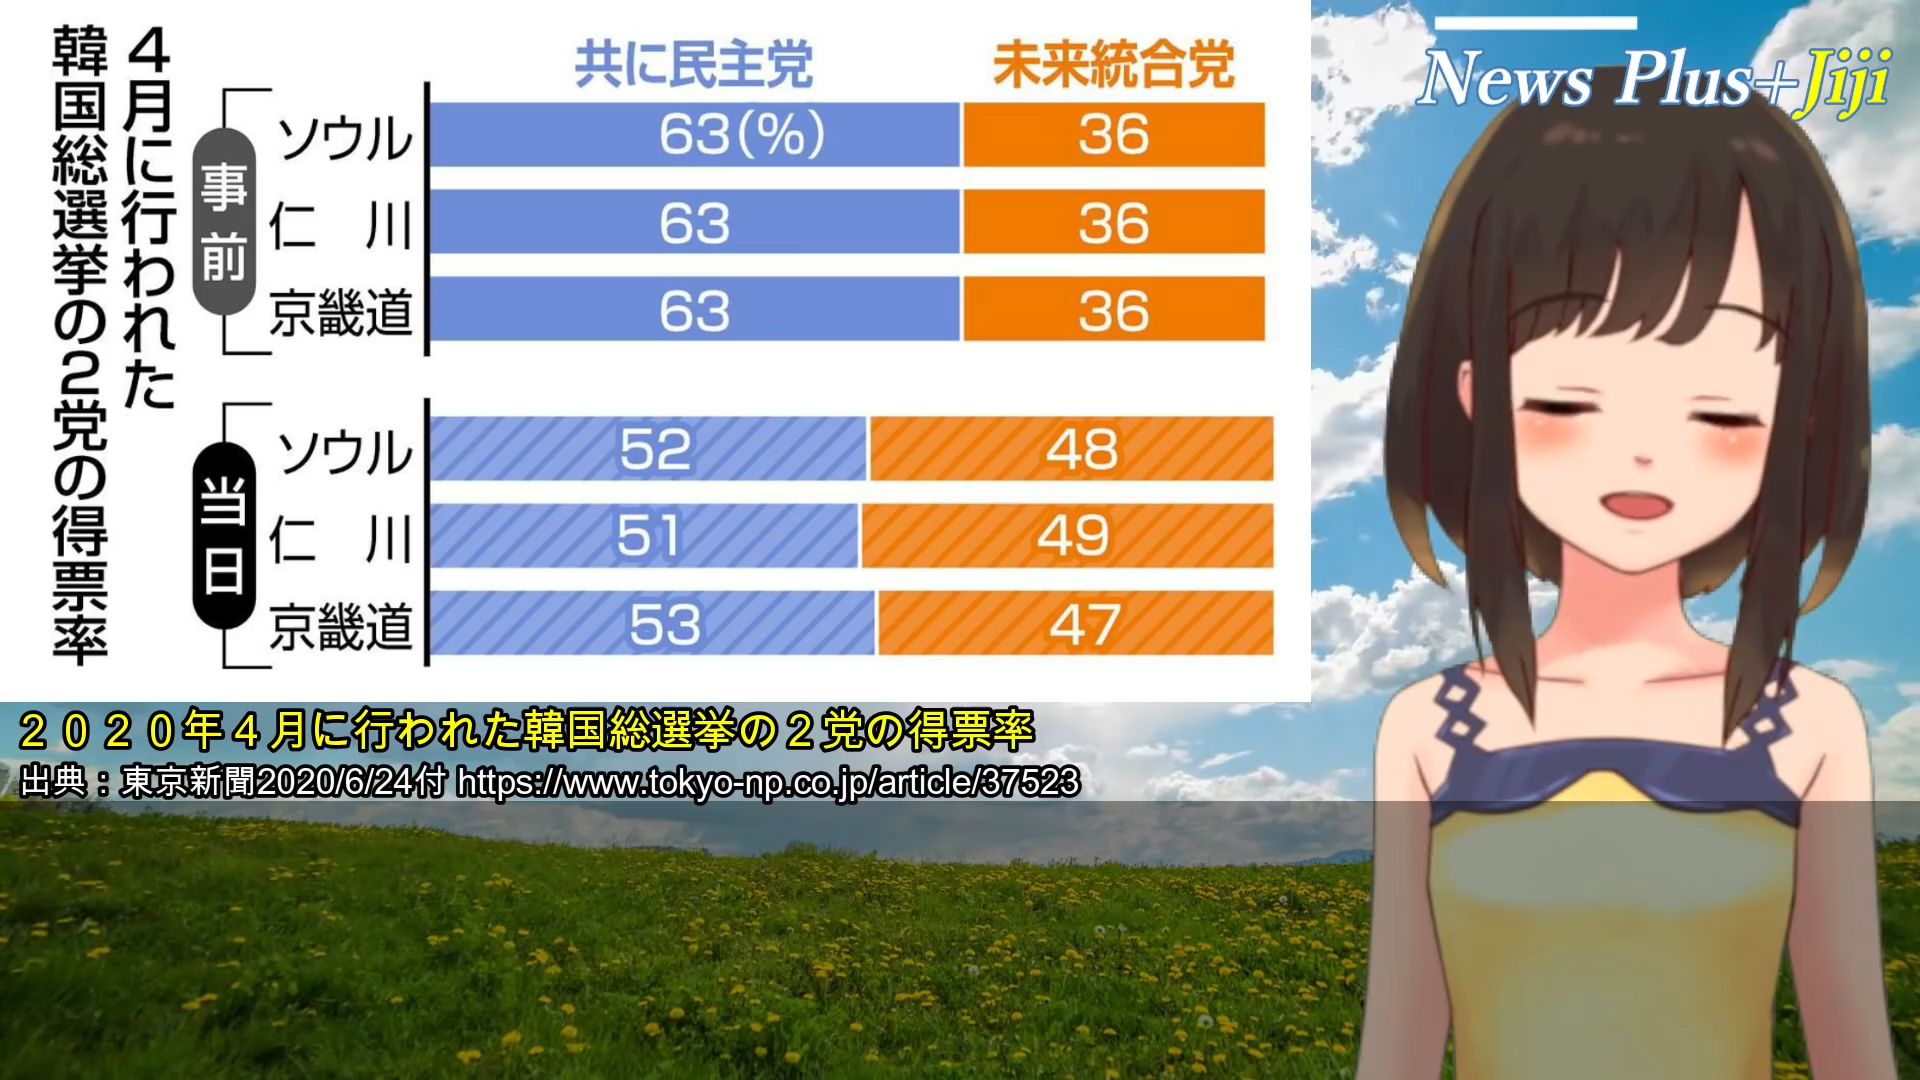 4月に行われた
韓国総選挙の2党の得票率
共に民主党 未来統合党
事前
ソウル 63(%) 36
仁川 63 36
京畿道 63 36
当日
ソウル 52 48
仁川 51 49
京畿道 53 47
News Plus+Jiji
２０２０年４月に行われた韓国総選挙の２党の得票率
出典：東京新聞2020/6/24付 https://www.tokyo-np.co.jp/article/37523